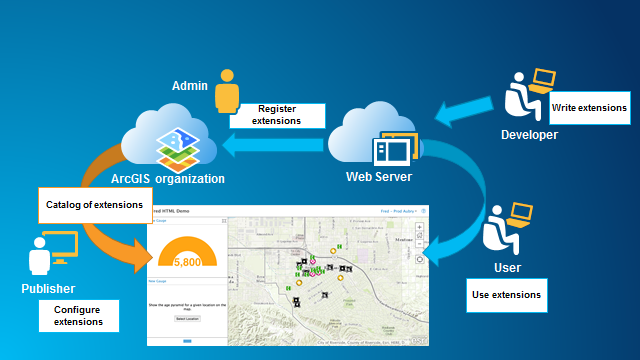 Admin
Register
extensions
Write extensions
Developer
ArcGIS organization
Web Server
Catalog of extensions
red HTML Demo
Fred - Fred Aubry
5,800
Show the age pyramid for a given location on the
map.
Select Location
Publisher
Configure
extensions
User
Use extensions